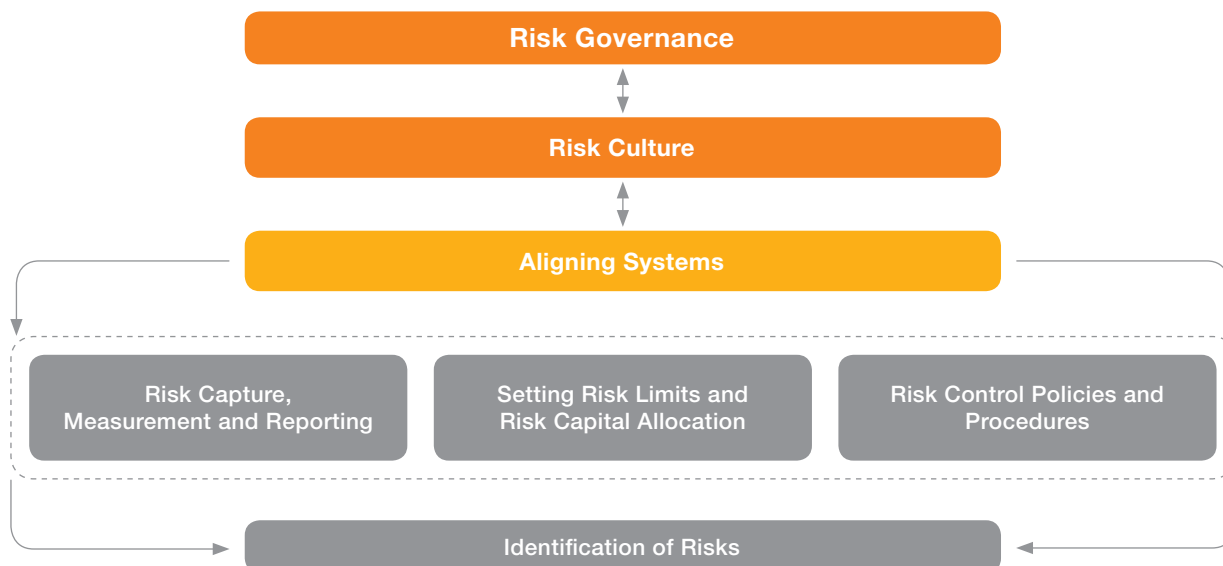 Risk Governance
Risk Culture
Aligning Systems
Risk Capture,
Measurement and Reporting
Setting Risk Limits and
Risk Capital Allocation
Risk Control Policies and
Procedures
Identification of Risks